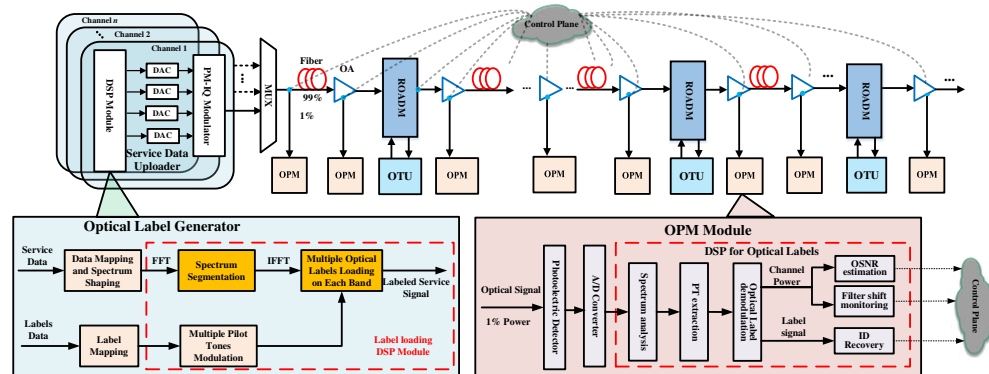 Channel n
Channel 2
Channel 1
DSP Module
DAC
DAC
DAC
DAC
PM-IQ Modulator
Service Data
Uploader
MUX
Fiber
OA
99%
1%
Control Plane
ROADM
ROADM
ROADM
OPM
OPM
OTU
OPM
OPM
OPM
OTU
OPM
OPM
OTU
OPM
Optical Label Generator
Service
Data
Data Mapping
and Spectrum
Shaping
FFT
Spectrum
Segmentation
IFFT
Multiple Optical
Labels Loading
on Each Band
Labeled Service
Signal
Labels Data
Label
Mapping
Multiple Pilot
Tones
Modulation
Label loading
DSP Module
OPM Module
DSP for Optical Labels
Optical Signal
1% Power
Photoelectric Detector
A/D Converter
Spectrum analysis
PT extraction
Optical Label
demodulation
Channel
Power
Label
signal
OSNR
estimation
Filter shift
monitoring
ID
Recovery
Control Plane